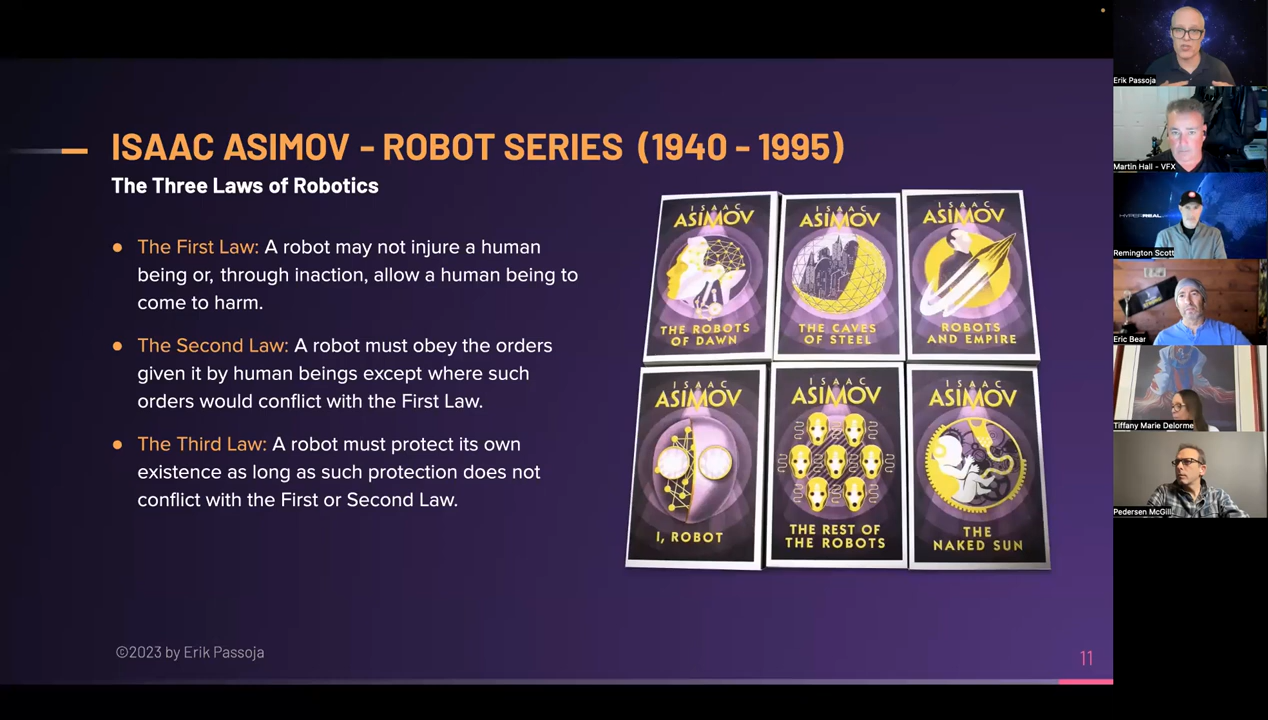 ISAAC ASIMOV - ROBOT SERIES (1940 - 1995)
The Three Laws of Robotics
The First Law: A robot may not injure a human
being or, through inaction, allow a human being to
come to harm.
The Second Law: A robot must obey the orders
given it by human beings except where such
orders would conflict with the First Law.
The Third Law: A robot must protect its own
existence as long as such protection does not
conflict with the First or Second Law.
ISAAC
ASIMOV
THE ROBOTS
OF DAWN
ISAAC
ASIMOV
THE CAVES
OF STEEL
ISAAC
ASIMOV
ROBOTS
AND EMPIRE
ISAAC
ASIMOV
I, ROBOT
ISAAC
ASIMOV
THE REST OF
THE ROBOTS
ISAAC
ASIMOV
THE
NAKED SUN
©2023 by Erik Passoja
11
Erik Passoja
Martin Hall - VFX
HYPERREAL
Remington Scott
Eric Bear
Tiffany Marie Delorme
Pedersen McGill